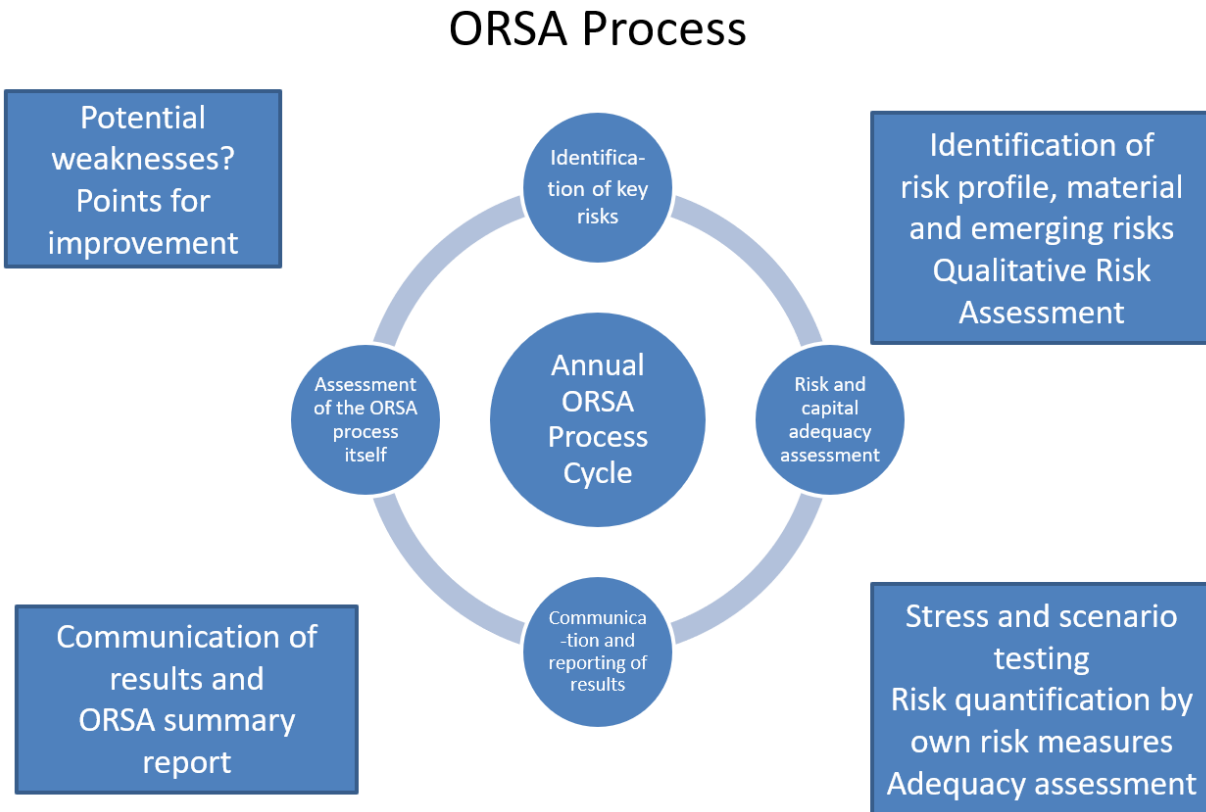 ORSA Process
Potential
weaknesses?
Points for
improvement
Identifica-
tion of key
risks
Identification of
risk profile, material
and emerging risks
Qualitative Risk
Assessment
Assessment
of the ORSA
process
itself
Annual
ORSA
Process
Cycle
Risk and
capital
adequacy
assessment
Communication of
results and
ORSA summary
report
Communica
-tion and
reporting of
results
Stress and scenario
testing
Risk quantification by
own risk measures
Adequacy assessment